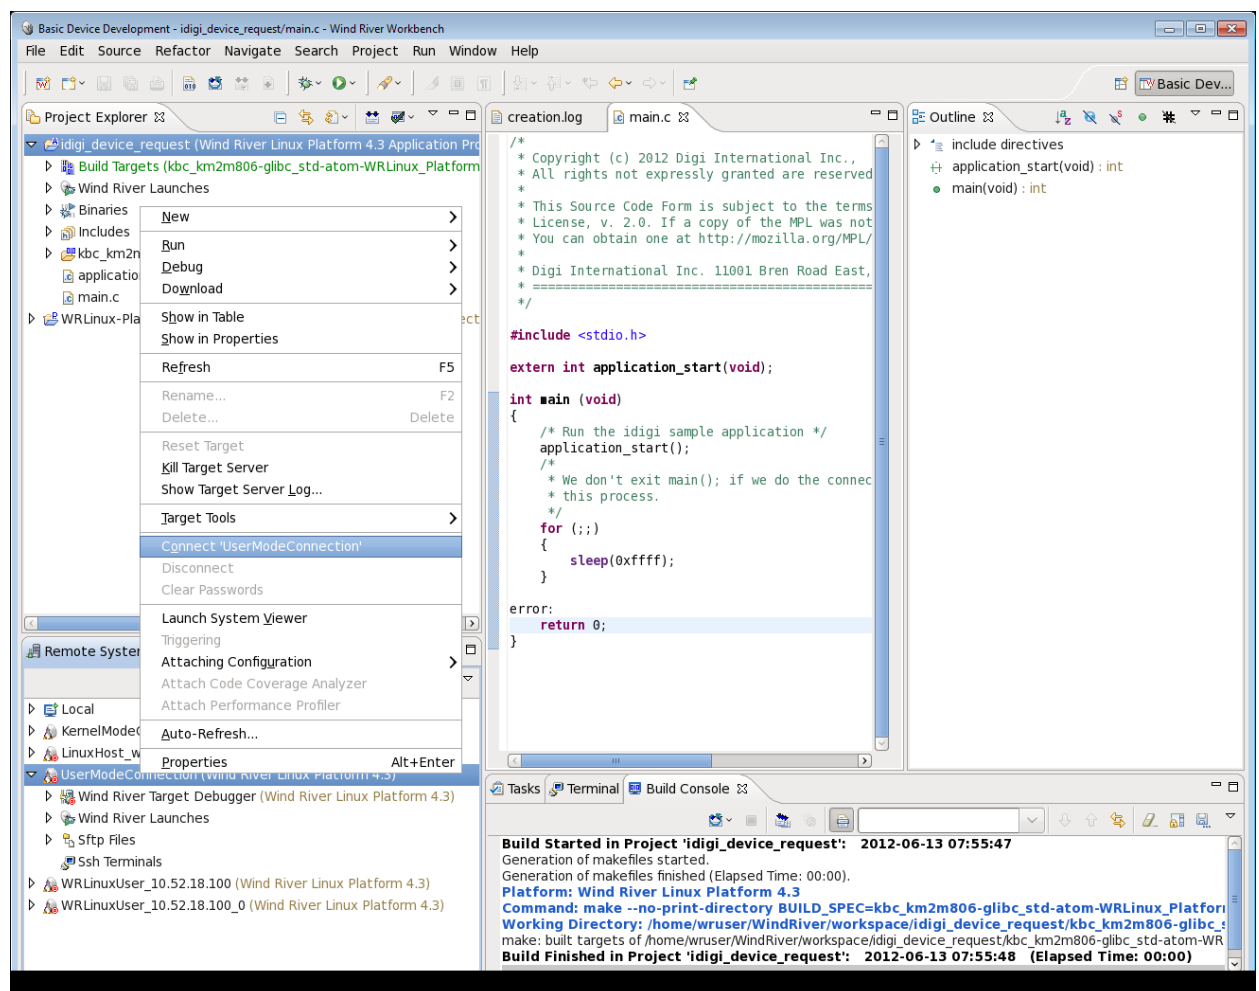 Basic Device Development - idigi_device_request/main.c - Wind River Workbench
File Edit Source Refactor Navigate Search Project Run Window Help
Basic Dev...
Project Explorer
idigi_device_request (Wind River Linux Platform 4.3 Application Pro
Build Targets (kbc_km2m806-glibc_std-atom-WRLinux_Platform
Wind River Launches
Binaries
Includes
kbc_km2n
applicatio
main.c
WRLinux-Pla
ect
New
Run
Debug
Download
Show in Table
Show in Properties
Refresh F5
Rename... F2
Delete... Delete
Reset Target
Kill Target Server
Show Target Server Log...
Target Tools
Connect 'UserModeConnection'
Disconnect
Clear Passwords
Launch System Viewer
Triggering
Attaching Configuration
Attach Code Coverage Analyzer
Attach Performance Profiler
Auto-Refresh...
Properties Alt+Enter
Remote Syster
Local
KernelModeC
LinuxHost_w
UserModeConnection (Wind River Linux Platform 4.3)
Wind River Target Debugger (Wind River Linux Platform 4.3)
Wind River Launches
Sftp Files
Ssh Terminals
WRLinuxUser_10.52.18.100 (Wind River Linux Platform 4.3)
WRLinuxUser_10.52.18.100_0 (Wind River Linux Platform 4.3)
creation.log main.c
/*
* Copyright (c) 2012 Digi International Inc.,
* All rights not expressly granted are reserved
*
* This Source Code Form is subject to the terms
* License, v. 2.0. If a copy of the MPL was not
* You can obtain one at http://mozilla.org/MPL/
*
* Digi International Inc. 11001 Bren Road East,
* =============================================
*/
#include <stdio.h>
extern int application_start(void);
int main (void)
{
/* Run the idigi sample application */
application_start();
/*
* We don't exit main(); if we do the connec
* this process.
*/
for (;;)
{
sleep(0xffff);
}
error:
return 0;
}
Outline
include directives
application_start(void) : int
main(void) : int
Tasks Terminal Build Console
Build Started in Project 'idigi_device_request': 2012-06-13 07:55:47
Generation of makefiles started.
Generation of makefiles finished (Elapsed Time: 00:00).
Platform: Wind River Linux Platform 4.3
Command: make --no-print-directory BUILD_SPEC=kbc_km2m806-glibc_std-atom-WRLinux_Platfor
Working Directory: /home/wruser/WindRiver/workspace/idigi_device_request/kbc_km2m806-glibc_s
make: built targets of /home/wruser/WindRiver/workspace/idigi_device_request/kbc_km2m806-glibc_std-atom-WR
Build Finished in Project 'idigi_device_request': 2012-06-13 07:55:48 (Elapsed Time: 00:00)